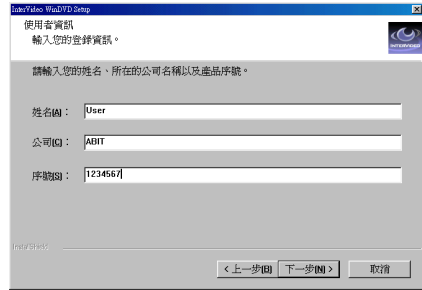 InterVideo WinDVD Setup
使用者資訊
輸入您的登錄資訊。
INTERVIDEO
請輸入您的姓名、所在的公司名稱以及產品序號。
姓名(A)： User
公司(C)： ABIT
序號(S)： 1234567
InstallShield
< 上一步(B) 下一步(N) > 取消